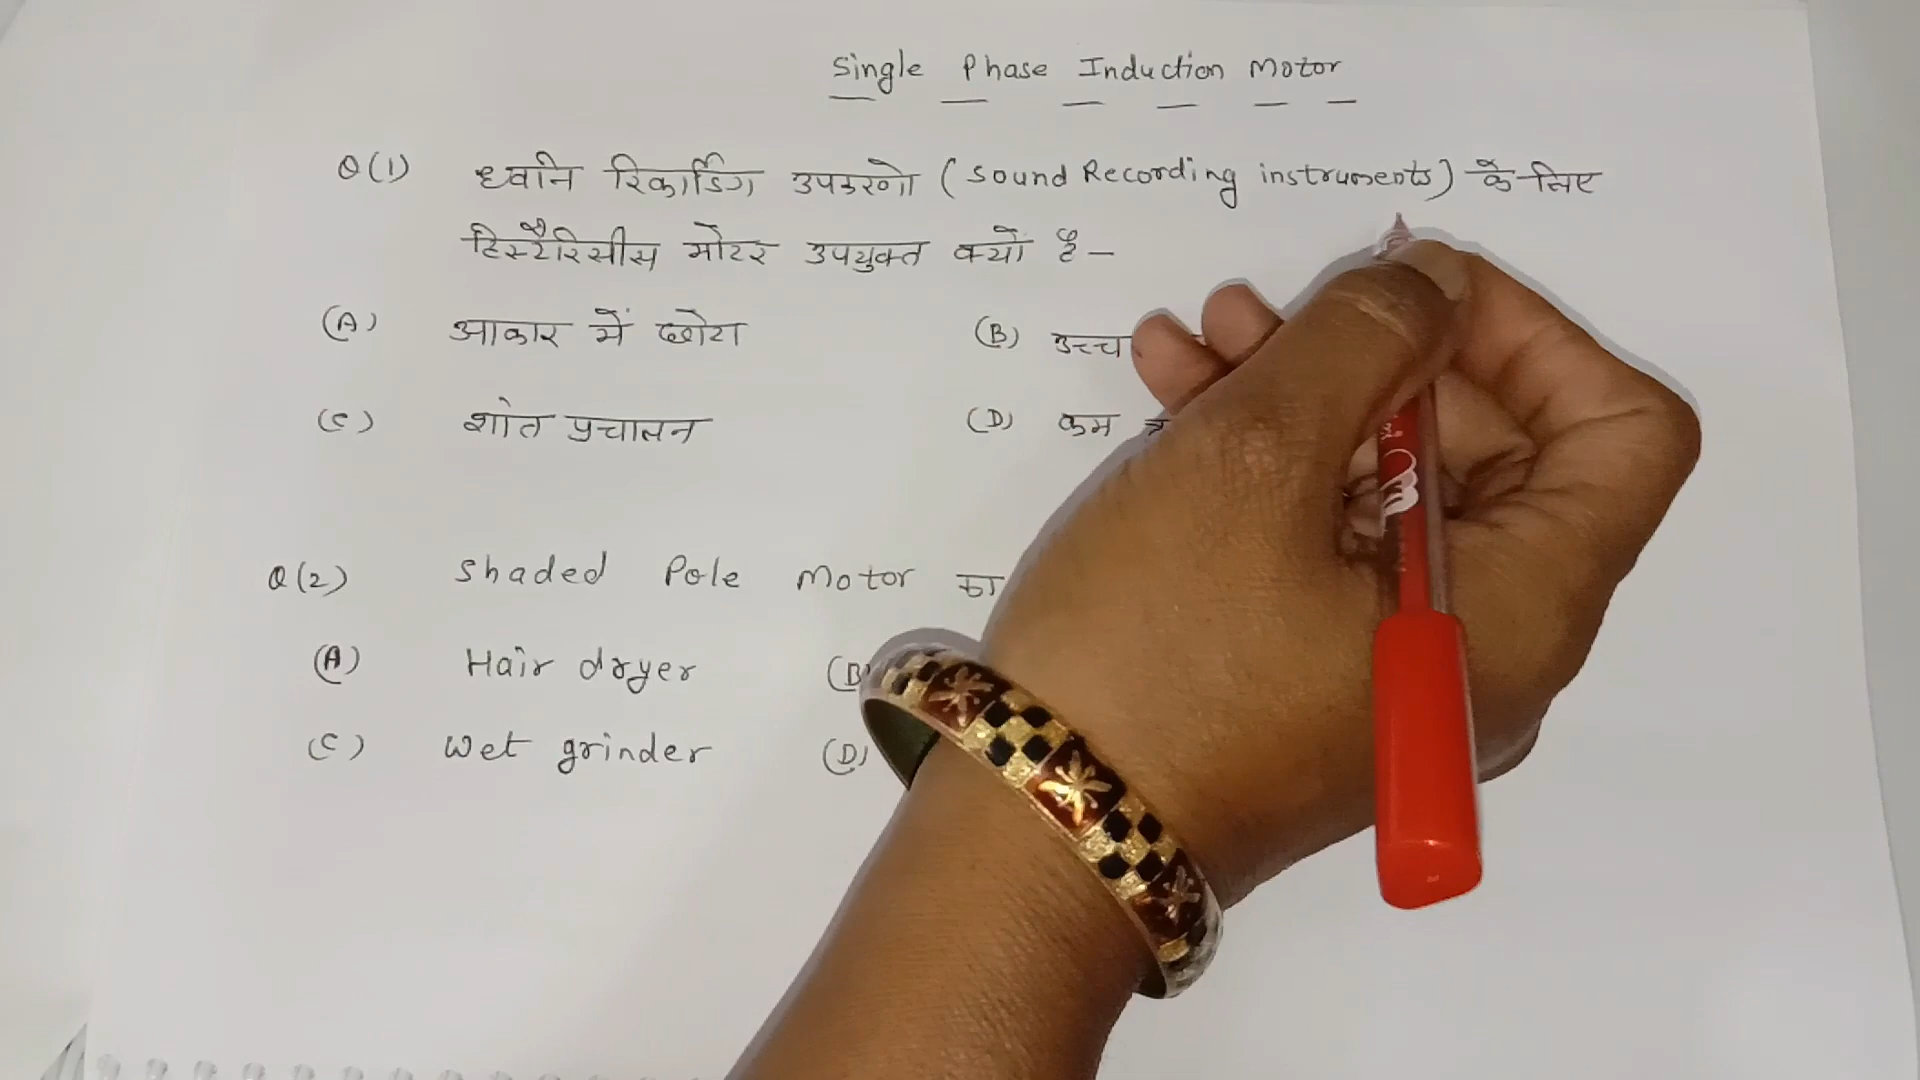 Single Phase Induction Motor
Q(1) ध्वनि रिकार्डिंग उपकरणो (Sound Recording instruments) के लिए
हिस्टैरिसीस मोटर उपयुक्त क्यों है -
(A) आकार में छोटा (B) उच्च
(C) शांत प्रचालन (D) कम
Q(2) Shaded Pole Motor का
(A) Hair dryer (B)
(C) Wet grinder (D)